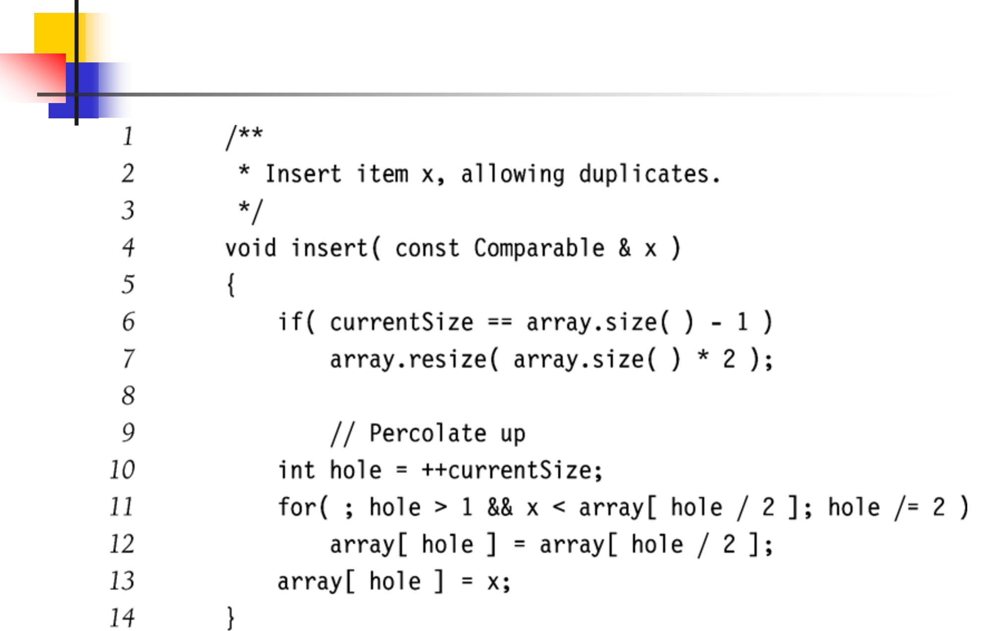 1 /**
2 * Insert item x, allowing duplicates.
3 */
4 void insert( const Comparable & x )
5 {
6 if( currentSize == array.size( ) - 1 )
7 array.resize( array.size( ) * 2 );
8
9 // Percolate up
10 int hole = ++currentSize;
11 for( ; hole > 1 && x < array[ hole / 2 ]; hole /= 2 )
12 array[ hole ] = array[ hole / 2 ];
13 array[ hole ] = x;
14 }